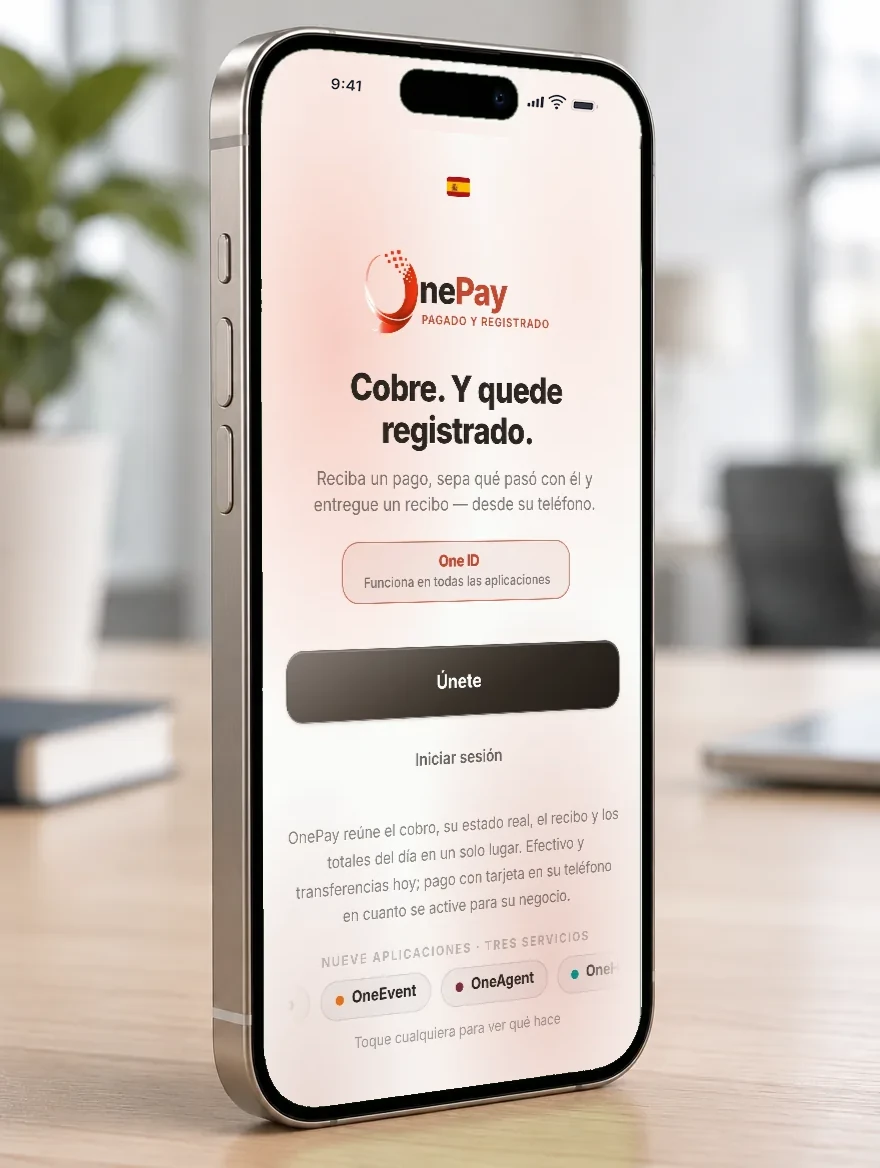 9:41
OnePay
PAGADO Y REGISTRADO
Cobre. Y quede
registrado.
Reciba un pago, sepa qué pasó con él y
entregue un recibo — desde su teléfono.
One ID
Funciona en todas las aplicaciones
Únete
Iniciar sesión
OnePay reúne el cobro, su estado real, el recibo y los
totales del día en un solo lugar. Efectivo y
transferencias hoy; pago con tarjeta en su teléfono
en cuanto se active para su negocio.
NUEVE APLICACIONES · TRES SERVICIOS
OneEvent
OneAgent
Toque cualquiera para ver qué hace